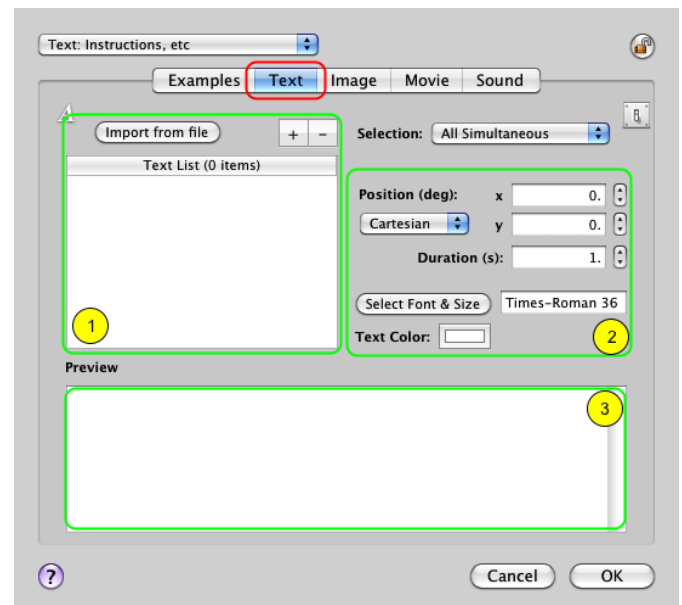 Text: Instructions, etc
Examples Text Image Movie Sound
A
Import from file + − Selection: All Simultaneous
Text List (0 items)
Position (deg): x 0.
Cartesian y 0.
Duration (s): 1.
Select Font & Size Times-Roman 36
1
Text Color: 2
Preview
3
? Cancel OK